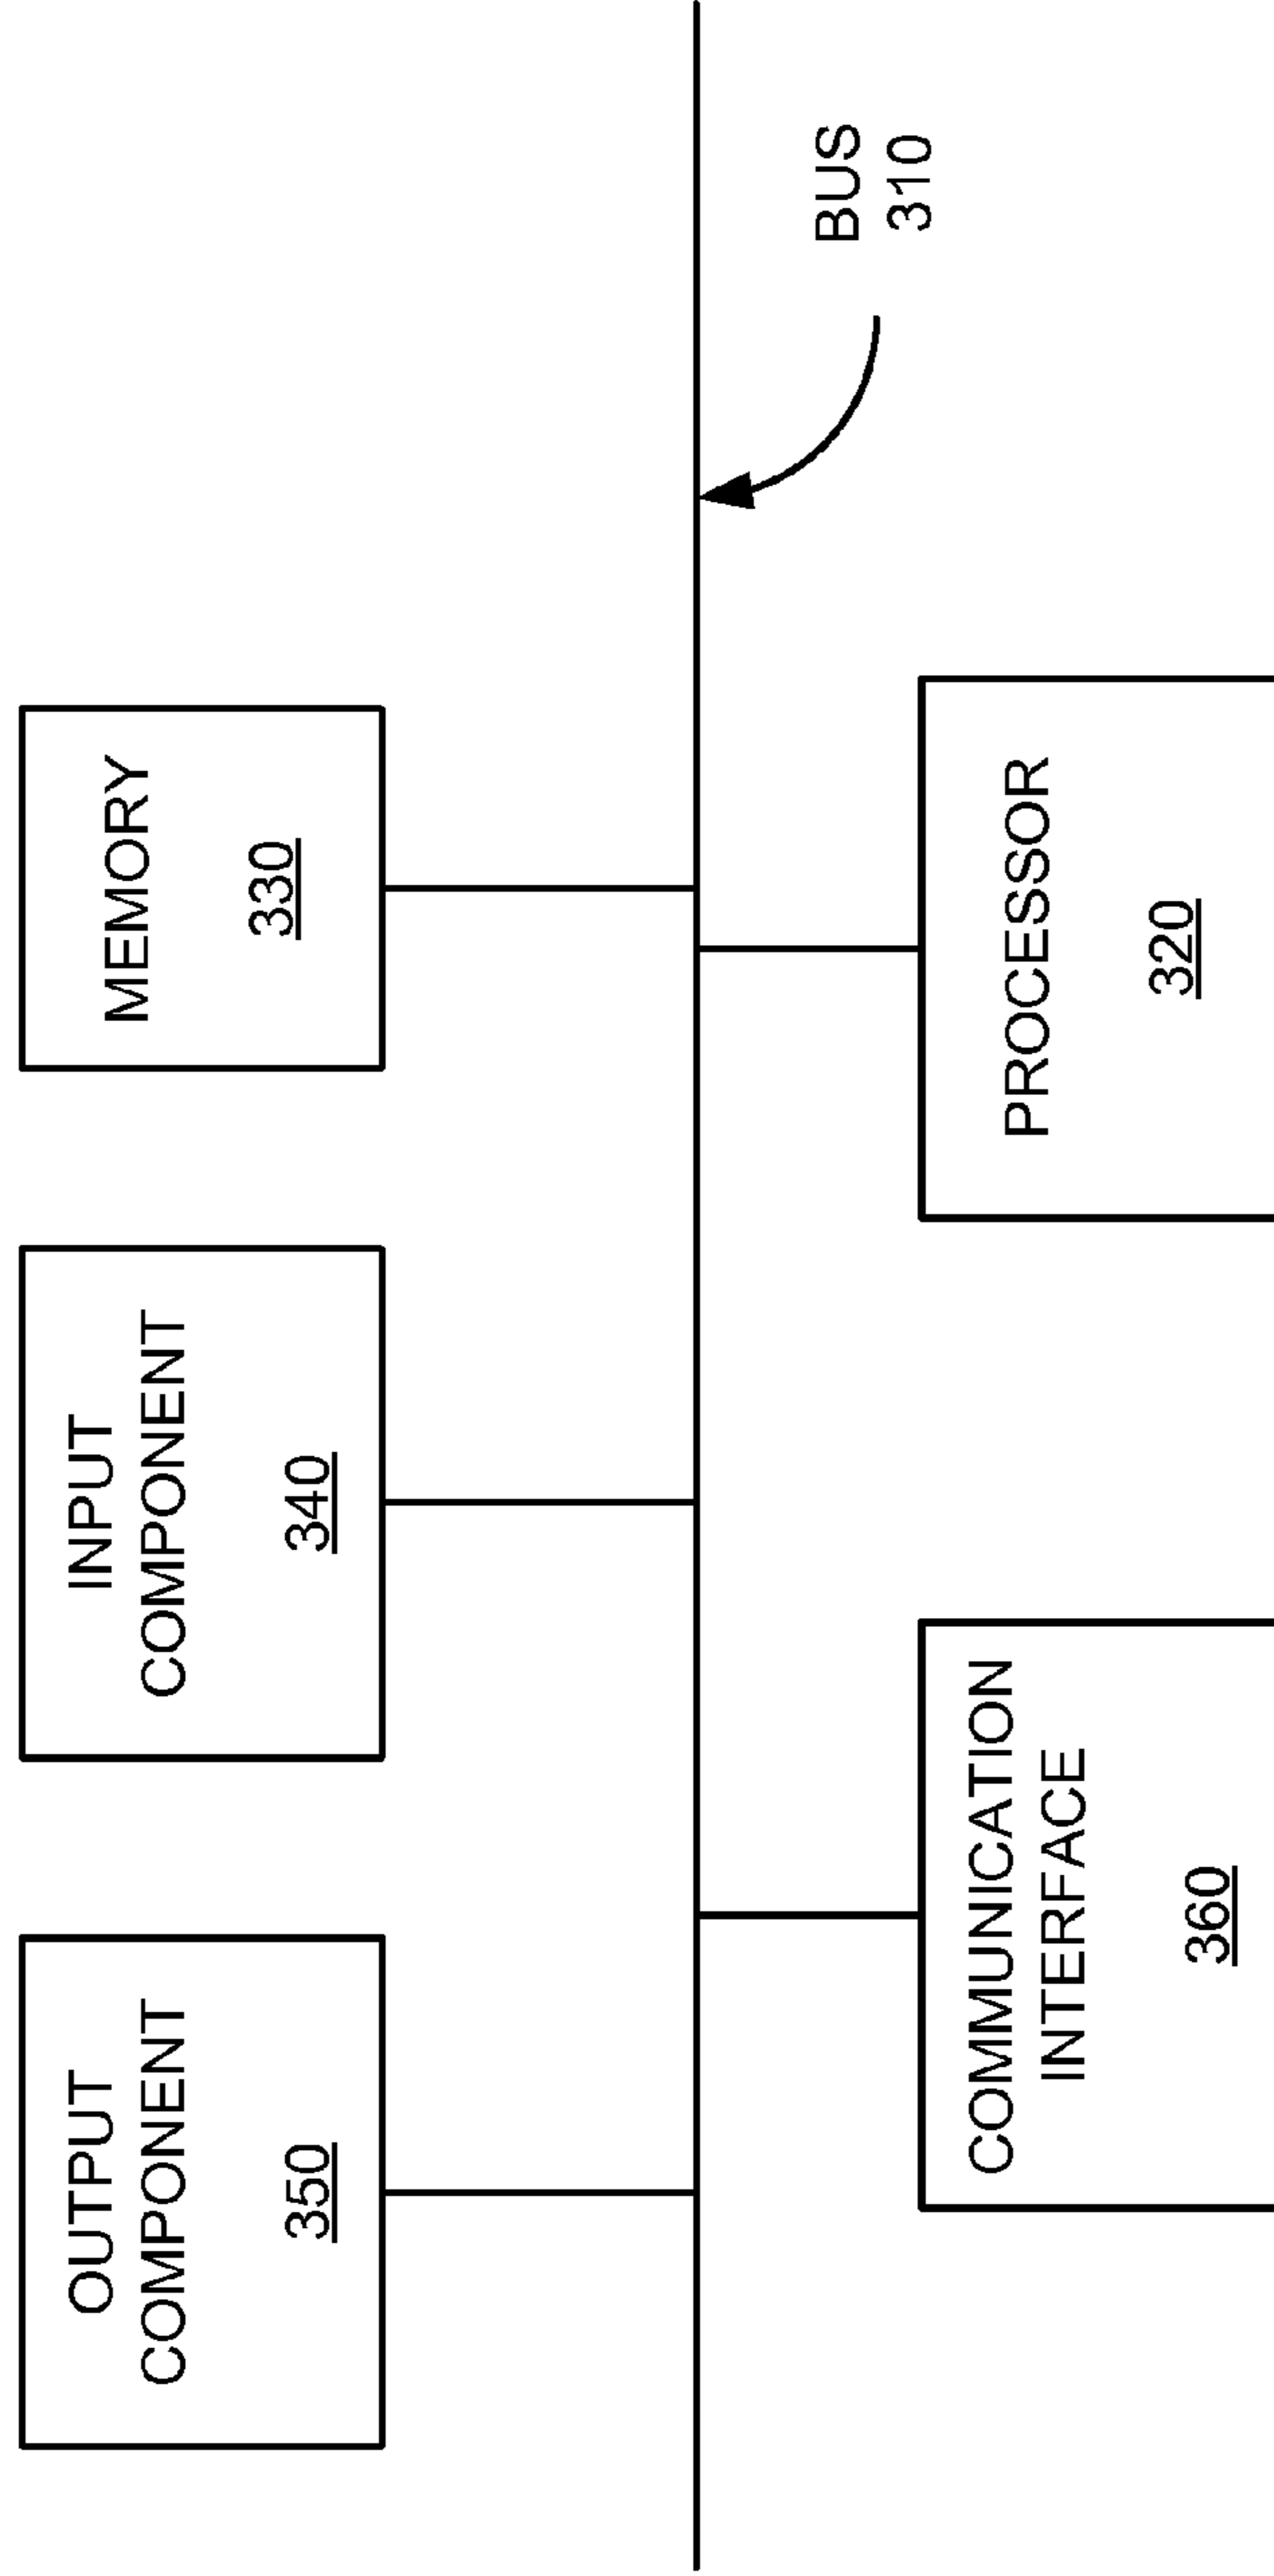 OUTPUT
COMPONENT
350
INPUT
COMPONENT
340
MEMORY
330
BUS
310
COMMUNICATION
INTERFACE
360
PROCESSOR
320